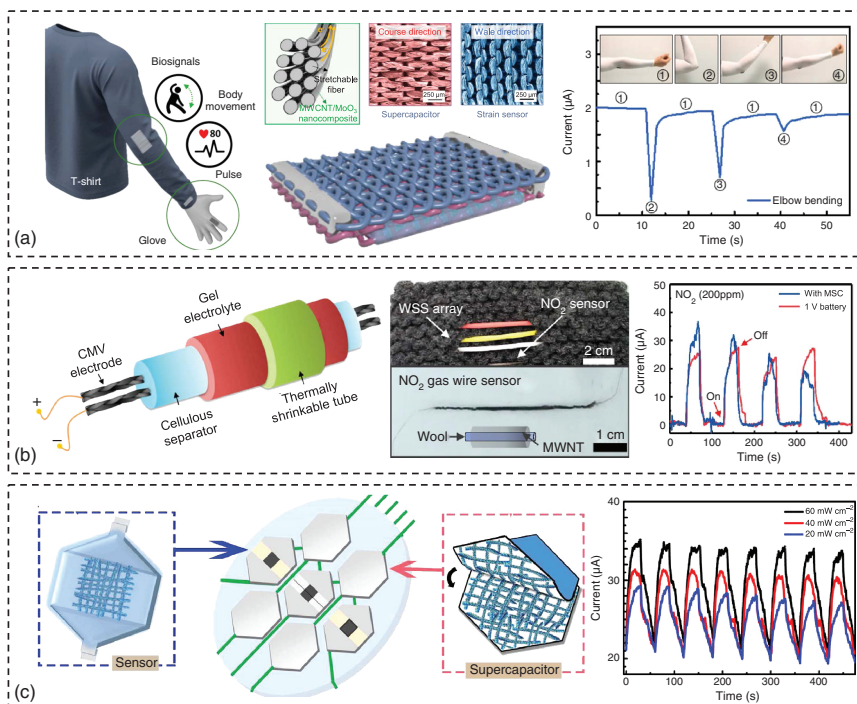 Biosignals
Body
movement
80
Pulse
T-shirt
Glove
(a)
Stretchable
fiber
MWCNT/MoO3
nanocomposite
Course direction
250 μm
Supercapacitor
Wale direction
250 μm
Strain sensor
Current (μA)
3
2
1
0
① ② ③ ④
① ① ① ①
② ③ ④
Elbow bending
0 10 20 30 40 50
Time (s)
(b)
CMV
electrode
+
−
Cellulous
separator
Gel
electrolyte
Thermally
shrinkable tube
WSS array
NO2
sensor
2 cm
NO2 gas wire sensor
Wool
MWNT
1 cm
NO2 (200ppm)
With MSC
1 V battery
Off
On
Current (μA)
50
40
30
20
10
0
0 100 200 300 400
Time (s)
(c)
Sensor
Supercapacitor
60 mW cm−2
40 mW cm−2
20 mW cm−2
Current (μA)
40
30
20
0 100 200 300 400
Time (s)